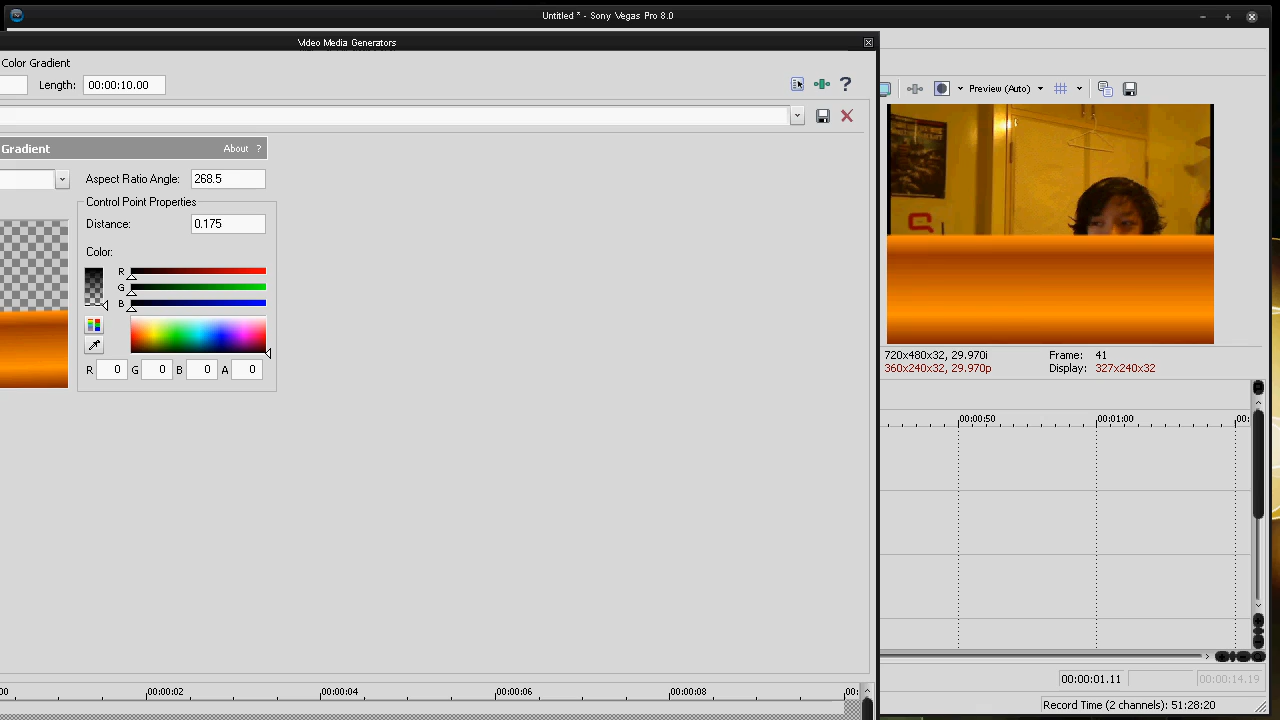 Untitled * - Sony Vegas Pro 8.0
Video Media Generators
Color Gradient
Length: 00:00:10.00
?
Preview (Auto)
Gradient About ?
Aspect Ratio Angle: 268.5
Control Point Properties
Distance: 0.175
Color:
R
G
B
R 0 G 0 B 0 A 0
720x480x32, 29.970i Frame: 41
360x240x32, 29.970p Display: 327x240x32
00:00:50 00:01:00 00:
00:00:01.11 00:00:14.19
:00 00:00:02 00:00:04 00:00:06 00:00:08 00:
Record Time (2 channels): 51:28:20